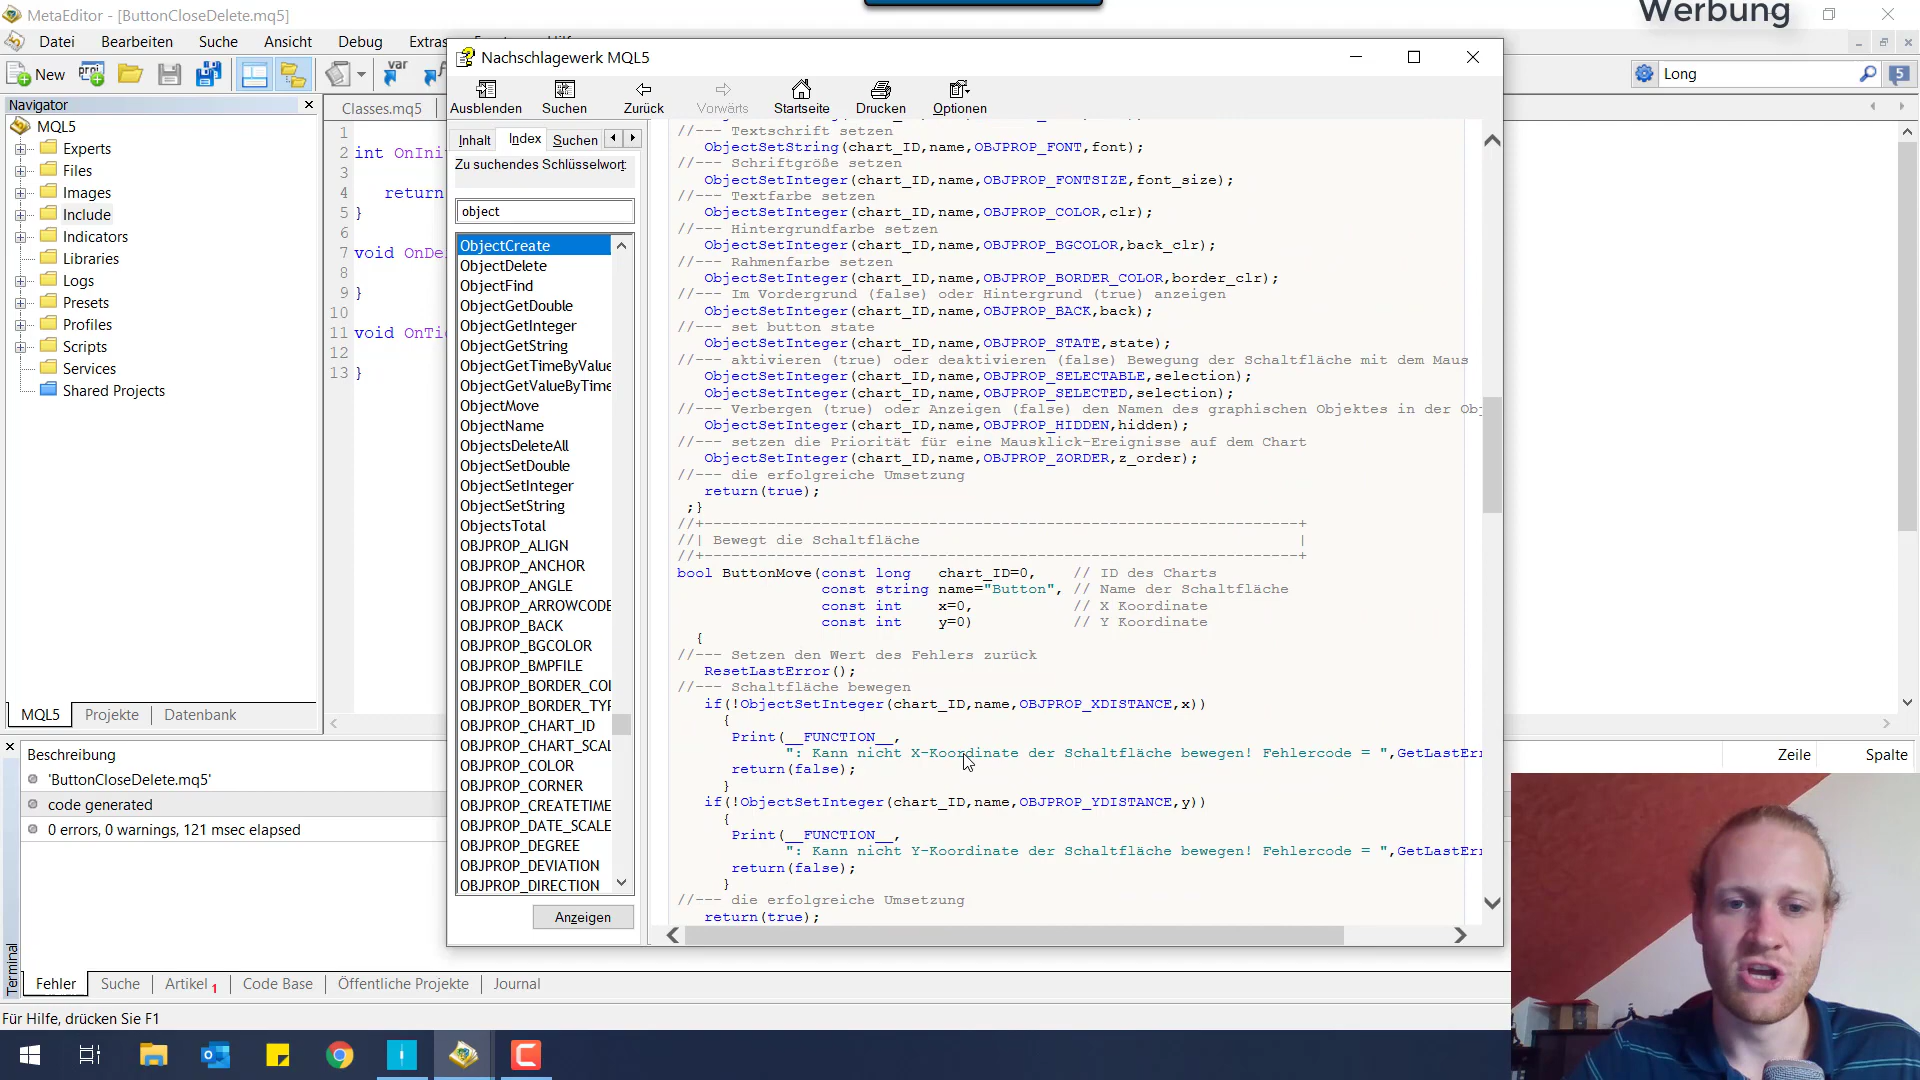 MetaEditor - [ButtonCloseDelete.mq5]
Werbung
Datei Bearbeiten Suche Ansicht Debug Extras
New
Long
5
Navigator
MQL5
Experts
Files
Images
Include
Indicators
Libraries
Logs
Presets
Profiles
Scripts
Services
Shared Projects
MQL5 Projekte Datenbank
Classes.mq5
1
2 int OnIni
3
4 return
5 }
6
7 void OnDe
8
9 }
10
11 void OnTi
12
13 }
Nachschlagewerk MQL5
Ausblenden Suchen Zurück Vorwärts Startseite Drucken Optionen
Inhalt Index Suchen
Zu suchendes Schlüsselwort:
object
ObjectCreate
ObjectDelete
ObjectFind
ObjectGetDouble
ObjectGetInteger
ObjectGetString
ObjectGetTimeByValue
ObjectGetValueByTime
ObjectMove
ObjectName
ObjectsDeleteAll
ObjectSetDouble
ObjectSetInteger
ObjectSetString
ObjectsTotal
OBJPROP_ALIGN
OBJPROP_ANCHOR
OBJPROP_ANGLE
OBJPROP_ARROWCODE
OBJPROP_BACK
OBJPROP_BGCOLOR
OBJPROP_BMPFILE
OBJPROP_BORDER_COL
OBJPROP_BORDER_TYP
OBJPROP_CHART_ID
OBJPROP_CHART_SCAL
OBJPROP_COLOR
OBJPROP_CORNER
OBJPROP_CREATETIME
OBJPROP_DATE_SCALE
OBJPROP_DEGREE
OBJPROP_DEVIATION
OBJPROP_DIRECTION
Anzeigen
//--- Textschrift setzen
ObjectSetString(chart_ID,name,OBJPROP_FONT,font);
//--- Schriftgröße setzen
ObjectSetInteger(chart_ID,name,OBJPROP_FONTSIZE,font_size);
//--- Textfarbe setzen
ObjectSetInteger(chart_ID,name,OBJPROP_COLOR,clr);
//--- Hintergrundfarbe setzen
ObjectSetInteger(chart_ID,name,OBJPROP_BGCOLOR,back_clr);
//--- Rahmenfarbe setzen
ObjectSetInteger(chart_ID,name,OBJPROP_BORDER_COLOR,border_clr);
//--- Im Vordergrund (false) oder Hintergrund (true) anzeigen
ObjectSetInteger(chart_ID,name,OBJPROP_BACK,back);
//--- set button state
ObjectSetInteger(chart_ID,name,OBJPROP_STATE,state);
//--- aktivieren (true) oder deaktivieren (false) Bewegung der Schaltfläche mit dem Maus
ObjectSetInteger(chart_ID,name,OBJPROP_SELECTABLE,selection);
ObjectSetInteger(chart_ID,name,OBJPROP_SELECTED,selection);
//--- Verbergen (true) oder Anzeigen (false) den Namen des graphischen Objektes in der Obj
ObjectSetInteger(chart_ID,name,OBJPROP_HIDDEN,hidden);
//--- setzen die Priorität für eine Mausklick-Ereignisse auf dem Chart
ObjectSetInteger(chart_ID,name,OBJPROP_ZORDER,z_order);
//--- die erfolgreiche Umsetzung
return(true);
;}
//+------------------------------------------------------------------+
//| Bewegt die Schaltfläche |
//+------------------------------------------------------------------+
bool ButtonMove(const long chart_ID=0, // ID des Charts
const string name="Button", // Name der Schaltfläche
const int x=0, // X Koordinate
const int y=0) // Y Koordinate
{
//--- Setzen den Wert des Fehlers zurück
ResetLastError();
//--- Schaltfläche bewegen
if(!ObjectSetInteger(chart_ID,name,OBJPROP_XDISTANCE,x))
{
Print(__FUNCTION__,
": Kann nicht X-Koordinate der Schaltfläche bewegen! Fehlercode = ",GetLastErr
return(false);
}
if(!ObjectSetInteger(chart_ID,name,OBJPROP_YDISTANCE,y))
{
Print(__FUNCTION__,
": Kann nicht Y-Koordinate der Schaltfläche bewegen! Fehlercode = ",GetLastErr
return(false);
}
//--- die erfolgreiche Umsetzung
return(true);
Beschreibung
Zeile Spalte
'ButtonCloseDelete.mq5'
code generated
0 errors, 0 warnings, 121 msec elapsed
Terminal
Fehler Suche Artikel 1 Code Base Öffentliche Projekte Journal
Für Hilfe, drücken Sie F1